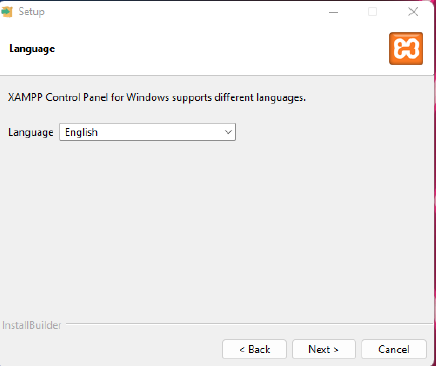 Setup
Language
XAMPP Control Panel for Windows supports different languages.
Language English
InstallBuilder
< Back Next > Cancel